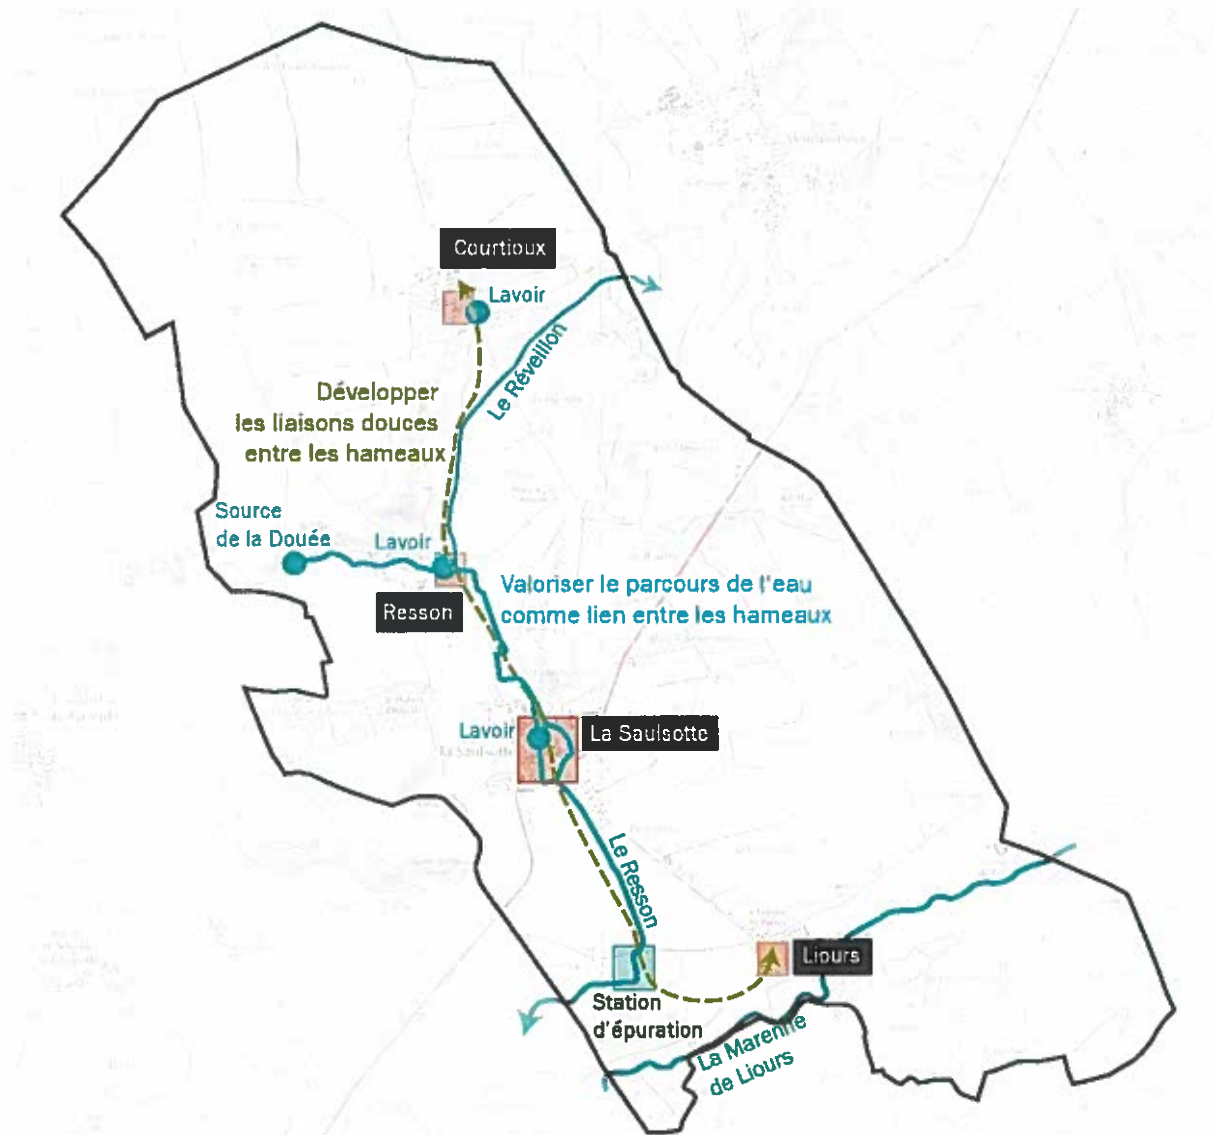 Courtioux
Lavoir
Le Réveillon
Développer
les liaisons douces
entre les hameaux
Source
de la Douée
Lavoir
Resson
Valoriser le parcours de l'eau
comme lien entre les hameaux
Lavoir
La Saulsotte
La Saulsotte
Le Resson
Liours
Station
d'épuration
La Marenne
de Liours